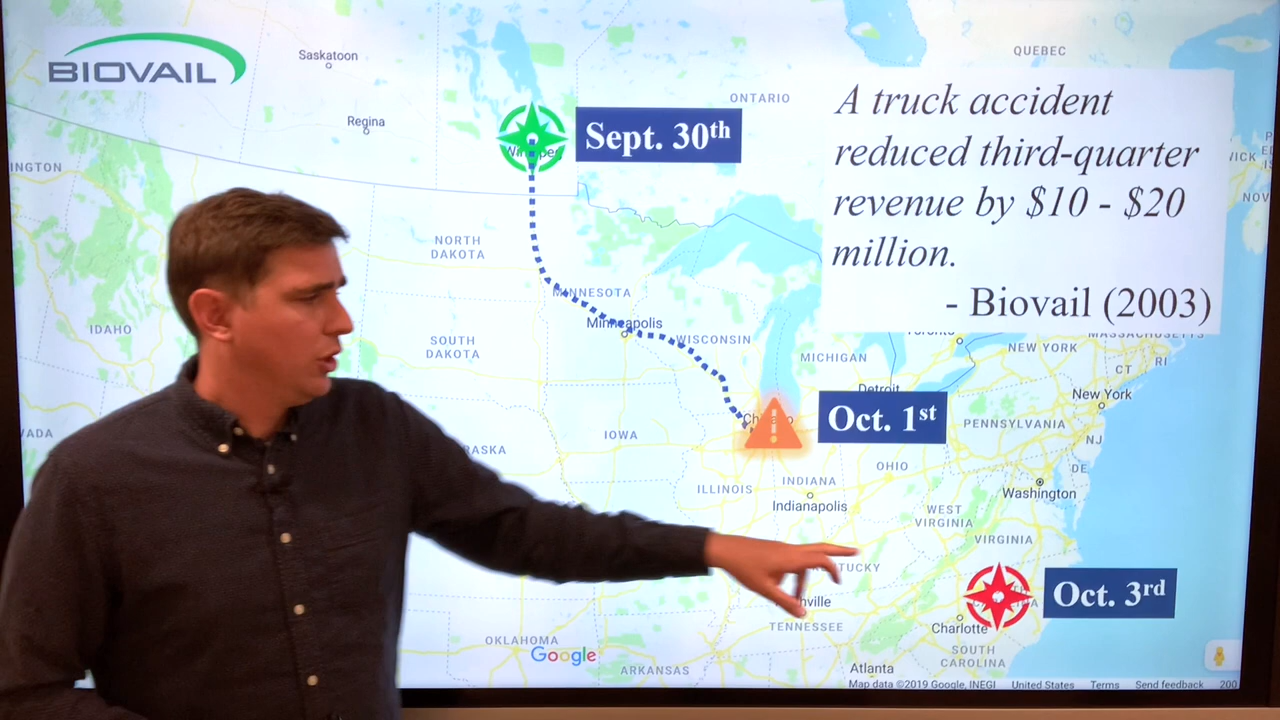 BIOVAIL
Saskatoon
QUEBEC
ONTARIO
A truck accident
reduced third-quarter
revenue by $10 - $20
million.
- Biovail (2003)
Regina
Sept. 30th
NORTH
DAKOTA
MINNESOTA
Minneapolis
WISCONSIN
SOUTH
DAKOTA
IDAHO
MICHIGAN
Toronto
MASSACHUSETTS
NEW YORK
CT
RI
Detroit
New York
Oct. 1st
PENNSYLVANIA
NJ
IOWA
OHIO
DE
ILLINOIS
INDIANA
Indianapolis
Washington
WEST
VIRGINIA
VIRGINIA
Oct. 3rd
TENNESSEE
Charlotte
SOUTH
CAROLINA
OKLAHOMA
Google
ARKANSAS
Atlanta
Map data ©2019 Google, INEGI United States Terms Send feedback 200